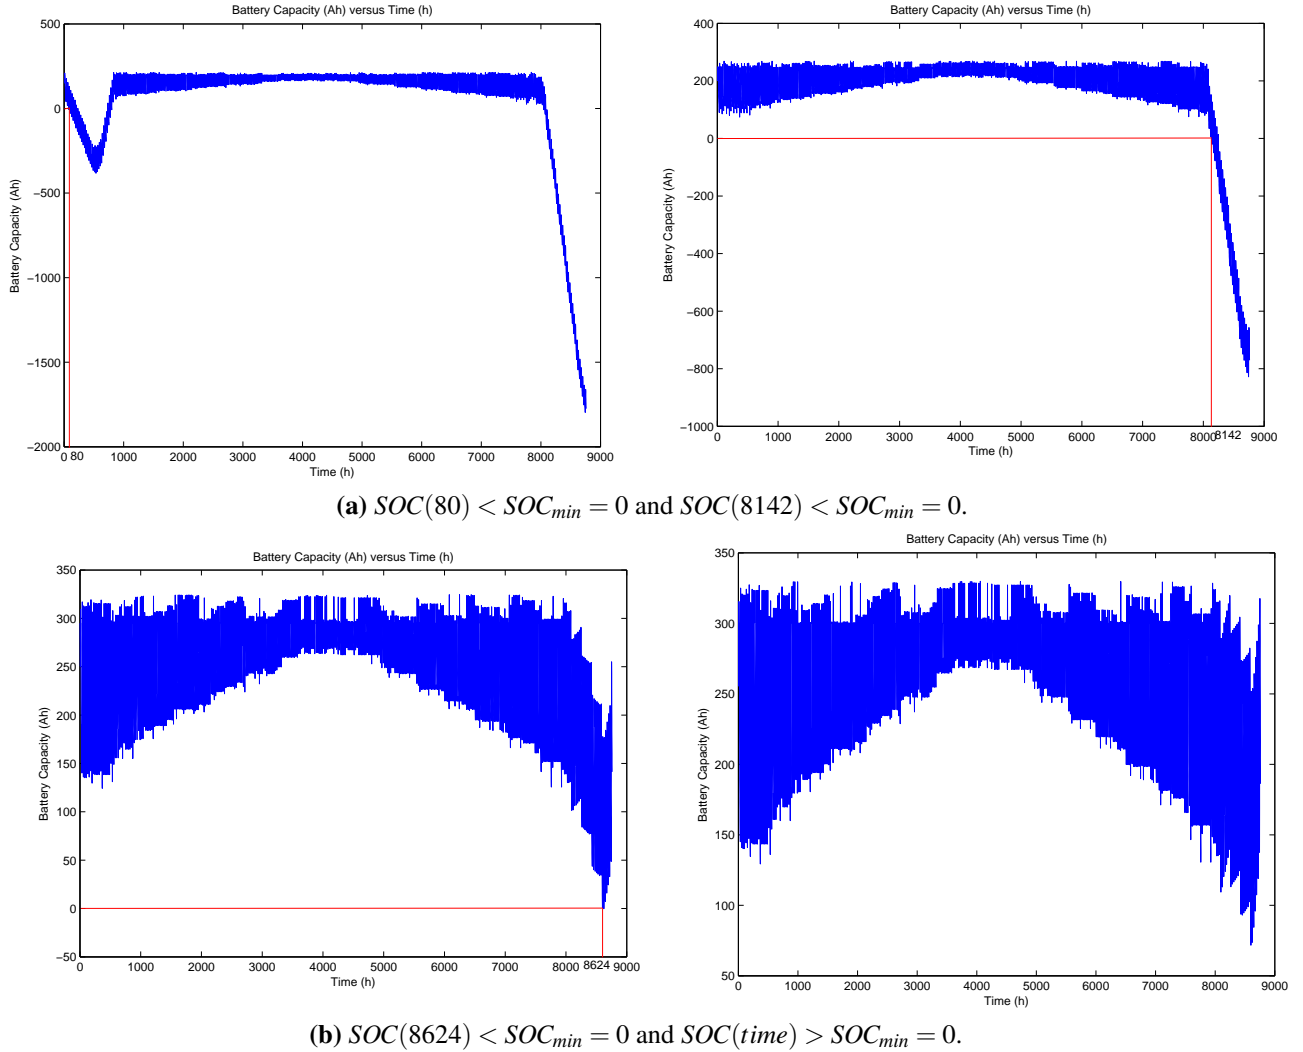 Battery Capacity (Ah) versus Time (h)
500
0
−500
−1000
−1500
−2000
Battery Capacity (Ah)
0 80 1000 2000 3000 4000 5000 6000 7000 8000 9000
Time (h)
Battery Capacity (Ah) versus Time (h)
400
200
0
−200
−400
−600
−800
−1000
Battery Capacity (Ah)
0 1000 2000 3000 4000 5000 6000 7000 8000 8142 9000
Time (h)
(a) SOC(80) < SOCmin = 0 and SOC(8142) < SOCmin = 0.
Battery Capacity (Ah) versus Time (h)
350
300
250
200
150
100
50
0
−50
Battery Capacity (Ah)
0 1000 2000 3000 4000 5000 6000 7000 8000 8624 9000
Time (h)
Battery Capacity (Ah) versus Time (h)
350
300
250
200
150
100
50
Battery Capacity (Ah)
0 1000 2000 3000 4000 5000 6000 7000 8000 9000
Time (h)
(b) SOC(8624) < SOCmin = 0 and SOC(time) > SOCmin = 0.